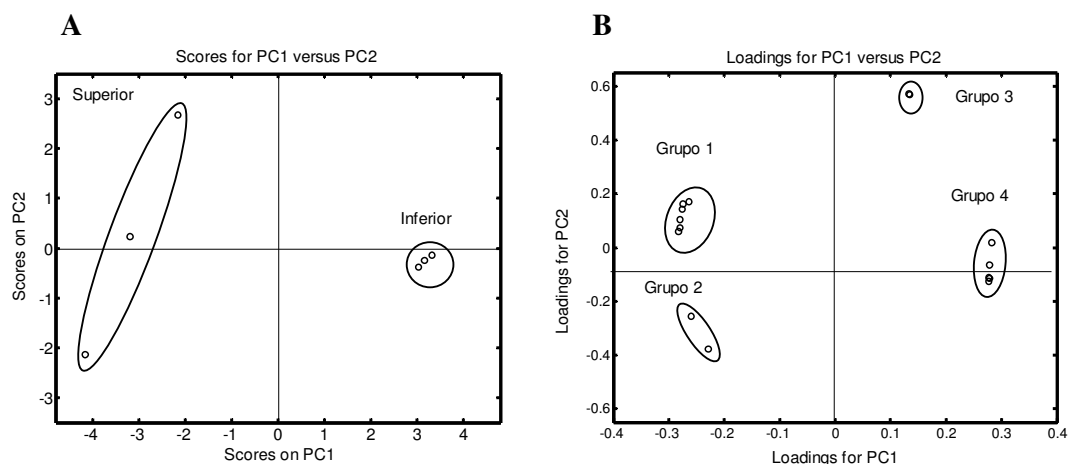 A
Scores for PC1 versus PC2
Superior
Inferior
3
2
1
0
-1
-2
-3
-4
-3
-2
-1
0
1
2
3
4
Scores on PC2
Scores on PC1
B
Loadings for PC1 versus PC2
Grupo 3
Grupo 1
Grupo 4
Grupo 2
0.6
0.4
0.2
0
-0.2
-0.4
-0.6
-0.4
-0.3
-0.2
-0.1
0
0.1
0.2
0.3
0.4
Loadings for PC2
Loadings for PC1